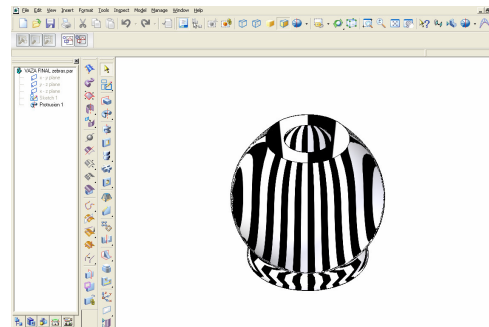 File Edit View Insert Format Tools Inspect Model Manage Window Help
VAZA FINAL zebras.par
x - y plane
y - z plane
x - z plane
Sketch 1
Protrusion 1